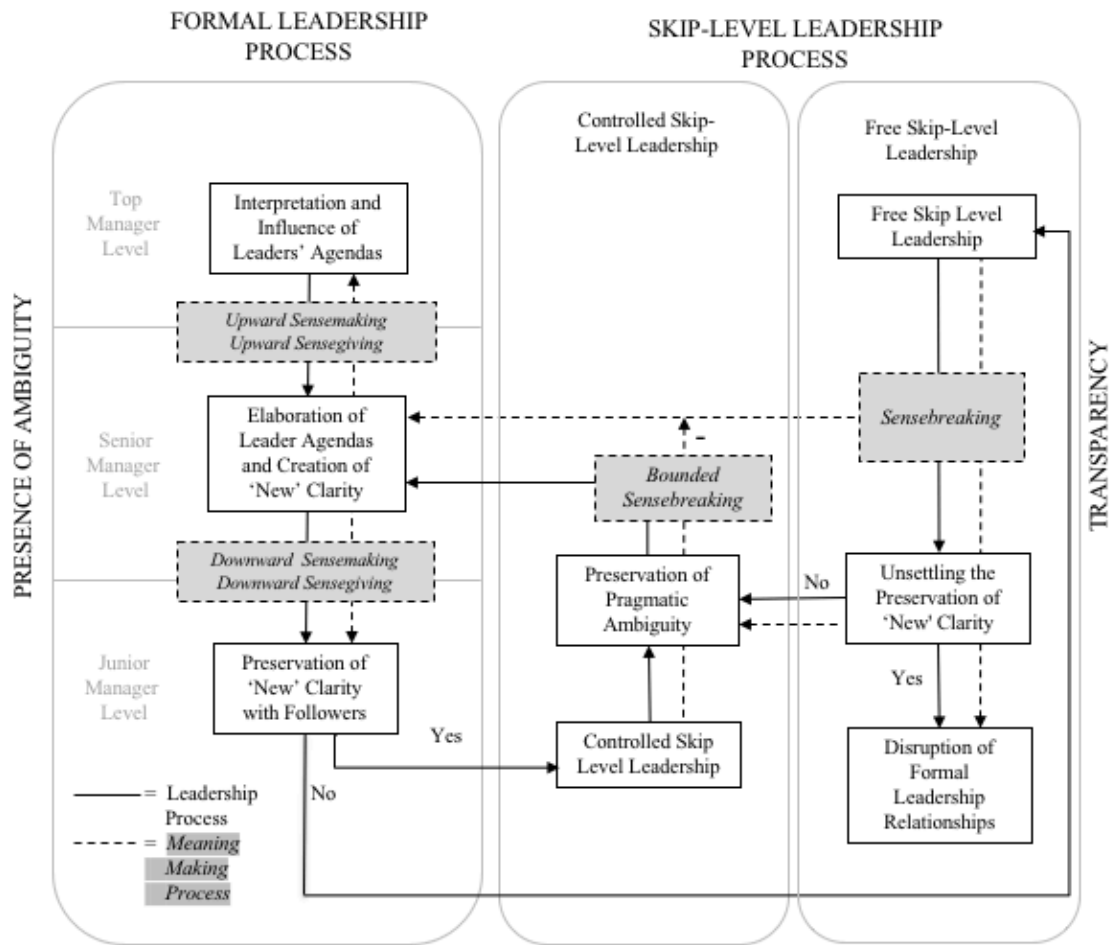 FORMAL LEADERSHIP
PROCESS
SKIP-LEVEL LEADERSHIP
PROCESS
PRESENCE OF AMBIGUITY
TRANSPARENCY
Top
Manager
Level
Interpretation and
Influence of
Leaders' Agendas
Upward Sensemaking
Upward Sensegiving
Senior
Manager
Level
Elaboration of
Leader Agendas
and Creation of
'New' Clarity
Downward Sensemaking
Downward Sensegiving
Junior
Manager
Level
Preservation of
'New' Clarity
with Followers
Yes
No
= Leadership
Process
= Meaning
Making
Process
Controlled Skip-
Level Leadership
-
Bounded
Sensebreaking
Preservation of
Pragmatic
Ambiguity
Controlled Skip
Level Leadership
Free Skip-Level
Leadership
Free Skip Level
Leadership
Sensebreaking
No
Unsettling the
Preservation of
'New' Clarity
Yes
Disruption of
Formal
Leadership
Relationships